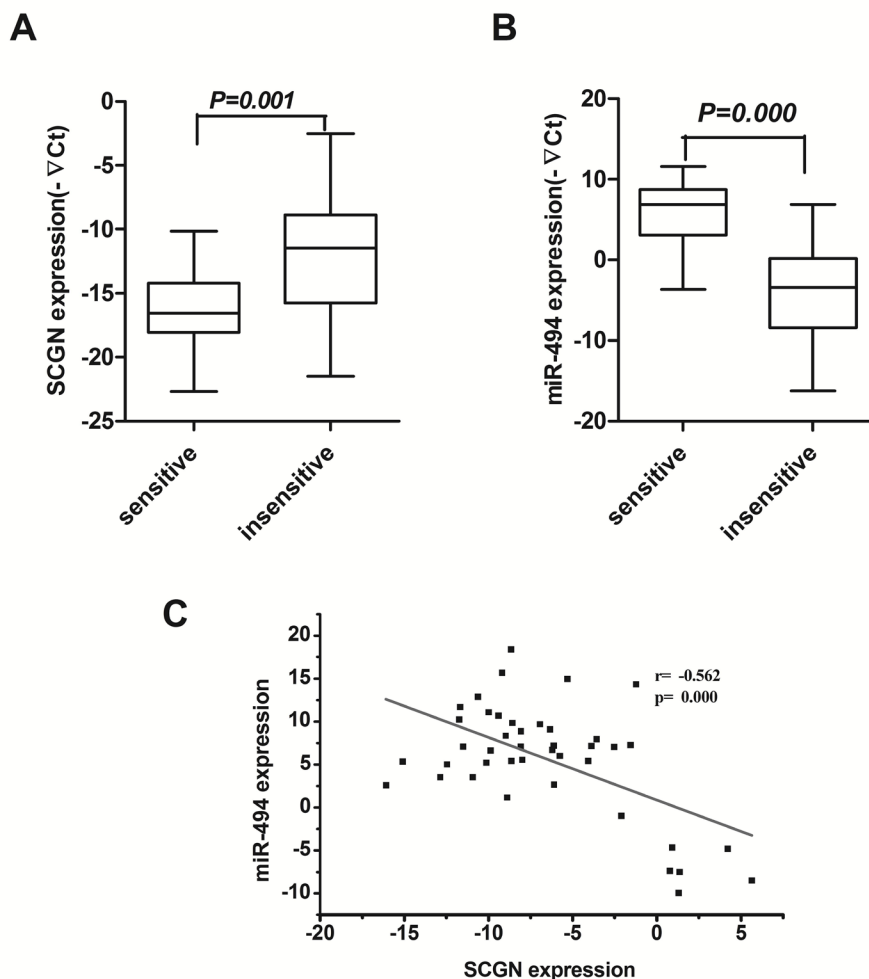 A
SCGN expression(- ∇Ct)
0
-5
-10
-15
-20
-25
P=0.001
sensitive
insensitive
B
miR-494 expression(- ∇Ct)
20
10
0
-10
-20
P=0.000
sensitive
insensitive
C
miR-494 expression
20
15
10
5
0
-5
-10
r= -0.562
p= 0.000
-20
-15
-10
-5
0
5
SCGN expression